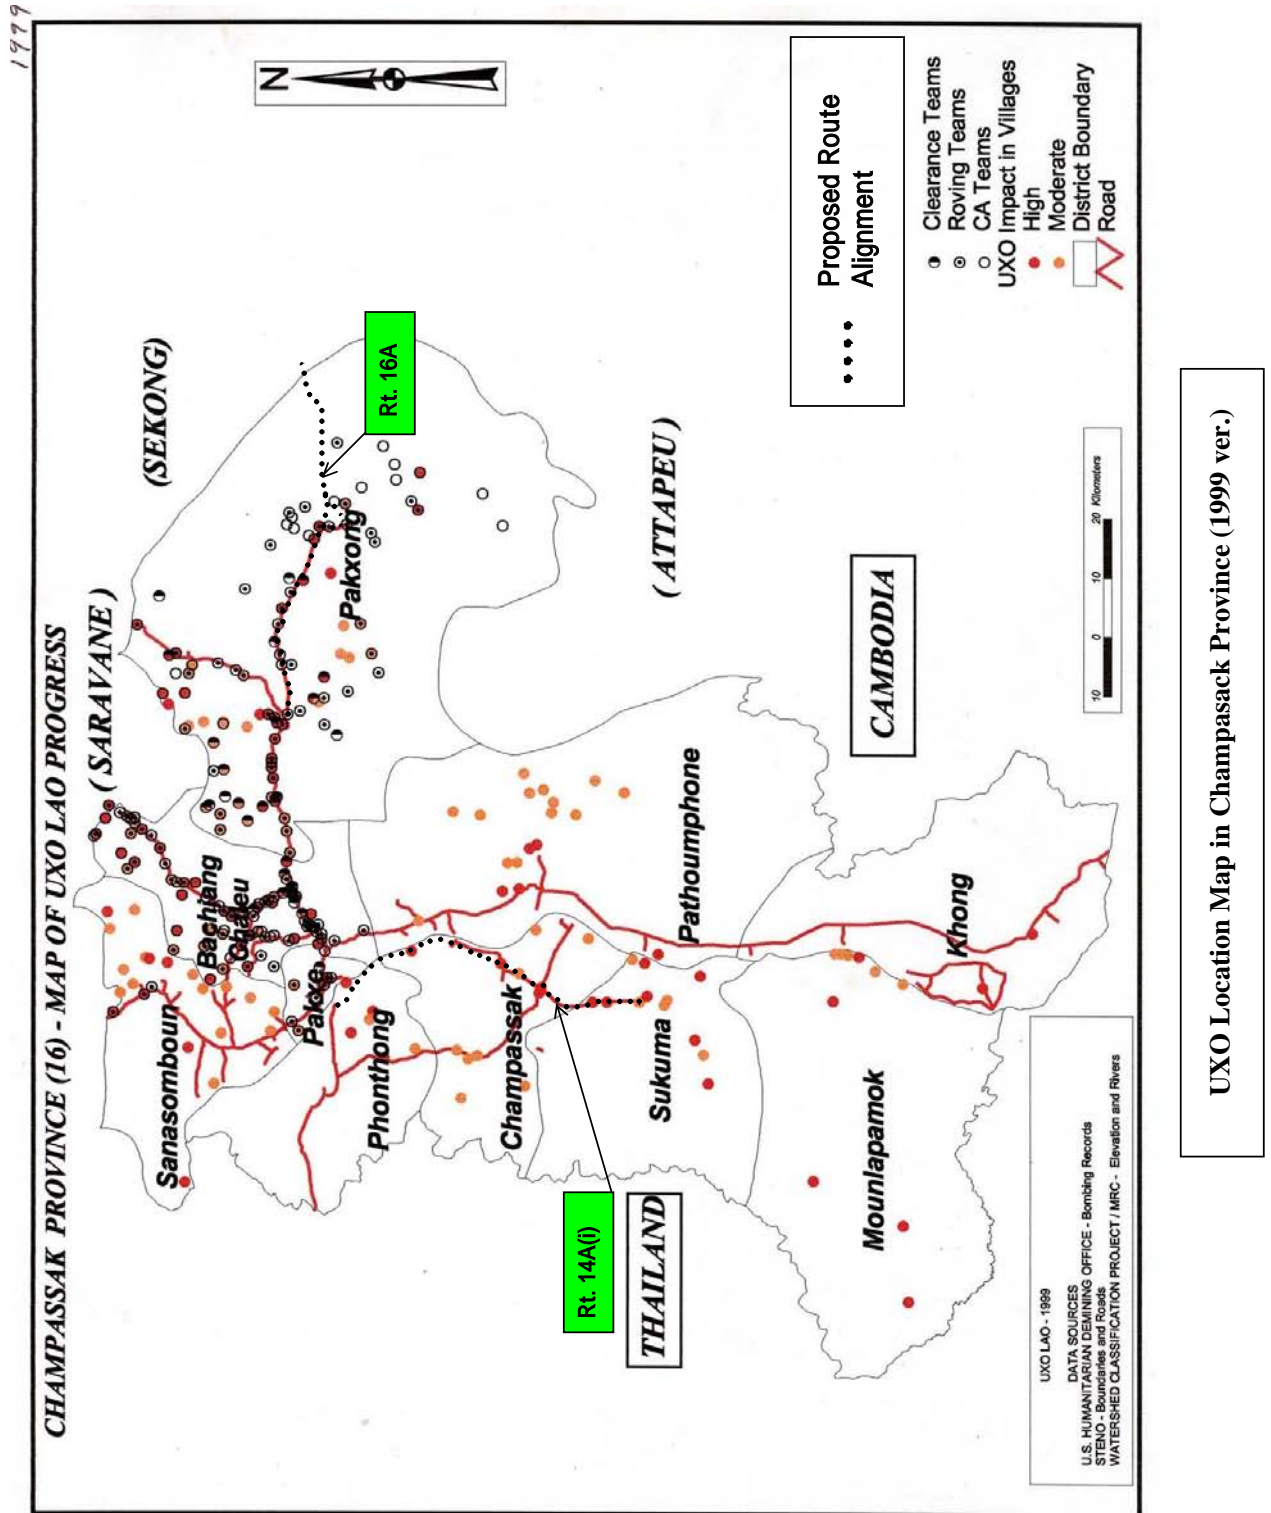 1999
CHAMPASSAK PROVINCE (16) - MAP OF UXO LAO PROGRESS
N
(SARAVANE)
(SEKONG)
(ATTAPEU)
CAMBODIA
THAILAND
Rt. 16A
Rt. 14A(i)
Sanasomboun
Bachiang
Pakxe
Phonthong
Pakxong
Champassak
Pathoumphone
Sukuma
Mounlapamok
Khong
Proposed Route
Alignment
Clearance Teams
Roving Teams
CA Teams
UXO Impact in Villages
High
Moderate
District Boundary
Road
10 0 10 20 Kilometers
UXO LAO - 1999
DATA SOURCES
U.S. HUMANITARIAN DEMINING OFFICE - Bombing Records
STENO - Boundaries and Roads
WATERSHED CLASSIFICATION PROJECT / MRC - Elevation and Rivers
UXO Location Map in Champasack Province (1999 ver.)